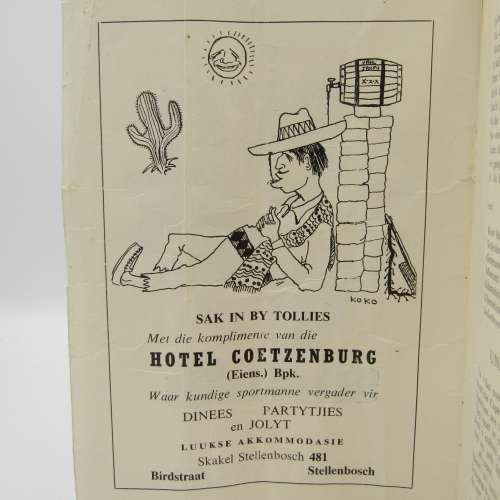 X-X-X
KOKO
SAK IN BY TOLLIES
Met die komplimente van die
HOTEL COETZENBURG
(Eiens.) Bpk.
Waar kundige sportmanne vergader vir
DINEES PARTYTJIES
en JOLYT
LUUKSE AKKOMMODASIE
Skakel Stellenbosch 481
Birdstraat Stellenbosch